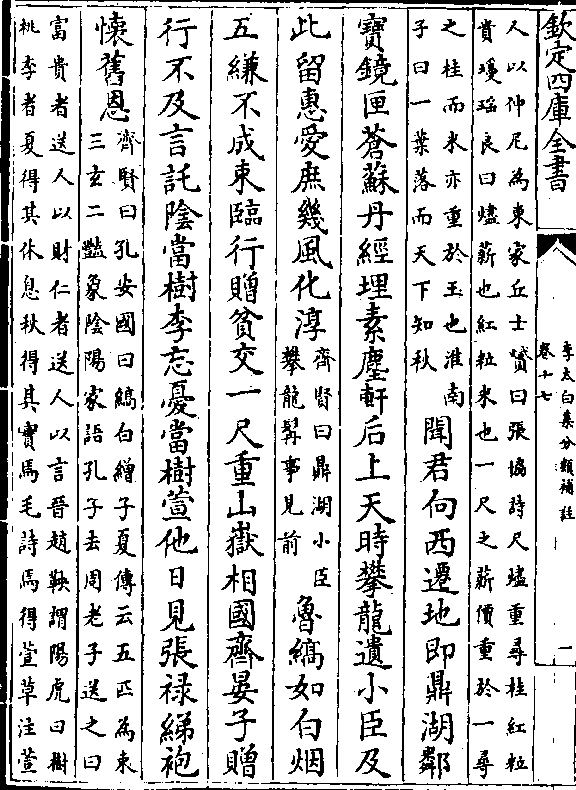 欽定四庫全書
李太白集分類補註
卷十七
一
人以仲尼為東家丘士贇曰張協詩尺燼重尋桂紅粒
賞瓊瑶良曰燼薪也紅粒米也一尺之薪價重於一尋
之桂而米亦重於玉也淮南
子曰一葉落而天下知秋
聞君向西遷地即鼎湖鄰
寶鏡匣蒼蘇丹經埋素塵軒后上天時攀龍遺小臣及
此留惠愛庶幾風化淳
齊賢曰鼎湖小臣
攀龍髯事見前
魯縞如白烟
五縑不成束臨行贈貧交一尺重山嶽相國齊晏子贈
行不及言託陰當樹李忘憂當樹萱他日見張禄綈袍
懷舊恩
齊賢曰孔安國曰縞白繒子夏傳云五匹為束
三玄二豔象陰陽家語孔子去周老子送之曰
富貴者送人以財仁者送人以言晉趙鞅謂陽虎曰樹
桃李者夏得其休息秋得其實焉毛詩焉得萱草注萱